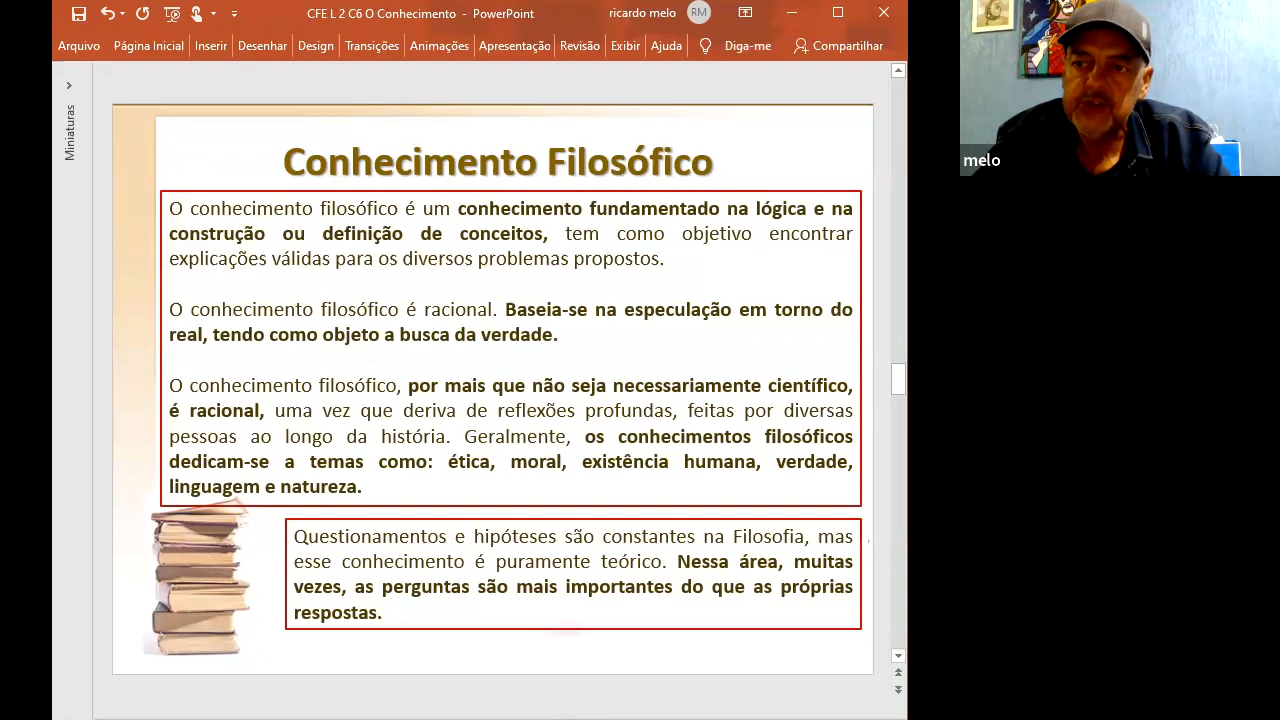 CFE L 2 C6 O Conhecimento - PowerPoint
ricardo melo RM
Arquivo Página Inicial Inserir Desenhar Design Transições Animações Apresentação Revisão Exibir Ajuda Diga-me Compartilhar
Miniaturas
melo
Conhecimento Filosófico
O conhecimento filosófico é um conhecimento fundamentado na lógica e na
construção ou definição de conceitos, tem como objetivo encontrar
explicações válidas para os diversos problemas propostos.
O conhecimento filosófico é racional. Baseia-se na especulação em torno do
real, tendo como objeto a busca da verdade.
O conhecimento filosófico, por mais que não seja necessariamente científico,
é racional, uma vez que deriva de reflexões profundas, feitas por diversas
pessoas ao longo da história. Geralmente, os conhecimentos filosóficos
dedicam-se a temas como: ética, moral, existência humana, verdade,
linguagem e natureza.
Questionamentos e hipóteses são constantes na Filosofia, mas
esse conhecimento é puramente teórico. Nessa área, muitas
vezes, as perguntas são mais importantes do que as próprias
respostas.